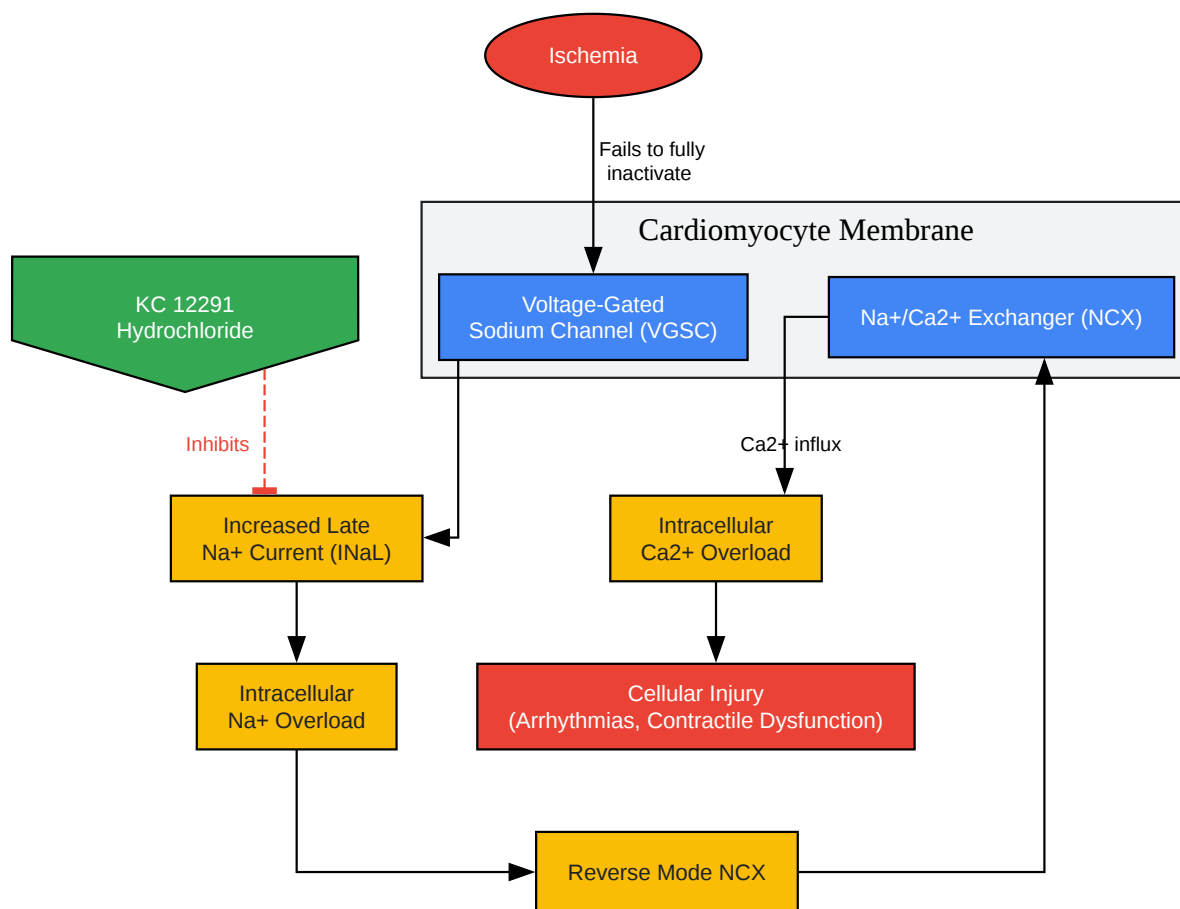 Ischemia
Fails to fully
inactivate
Cardiomyocyte Membrane
KC 12291
Hydrochloride
Voltage-Gated
Sodium Channel (VGSC)
Na+/Ca2+ Exchanger (NCX)
Inhibits
Ca2+ influx
Increased Late
Na+ Current (INaL)
Intracellular
Ca2+ Overload
Intracellular
Na+ Overload
Cellular Injury
(Arrhythmias, Contractile Dysfunction)
Reverse Mode NCX